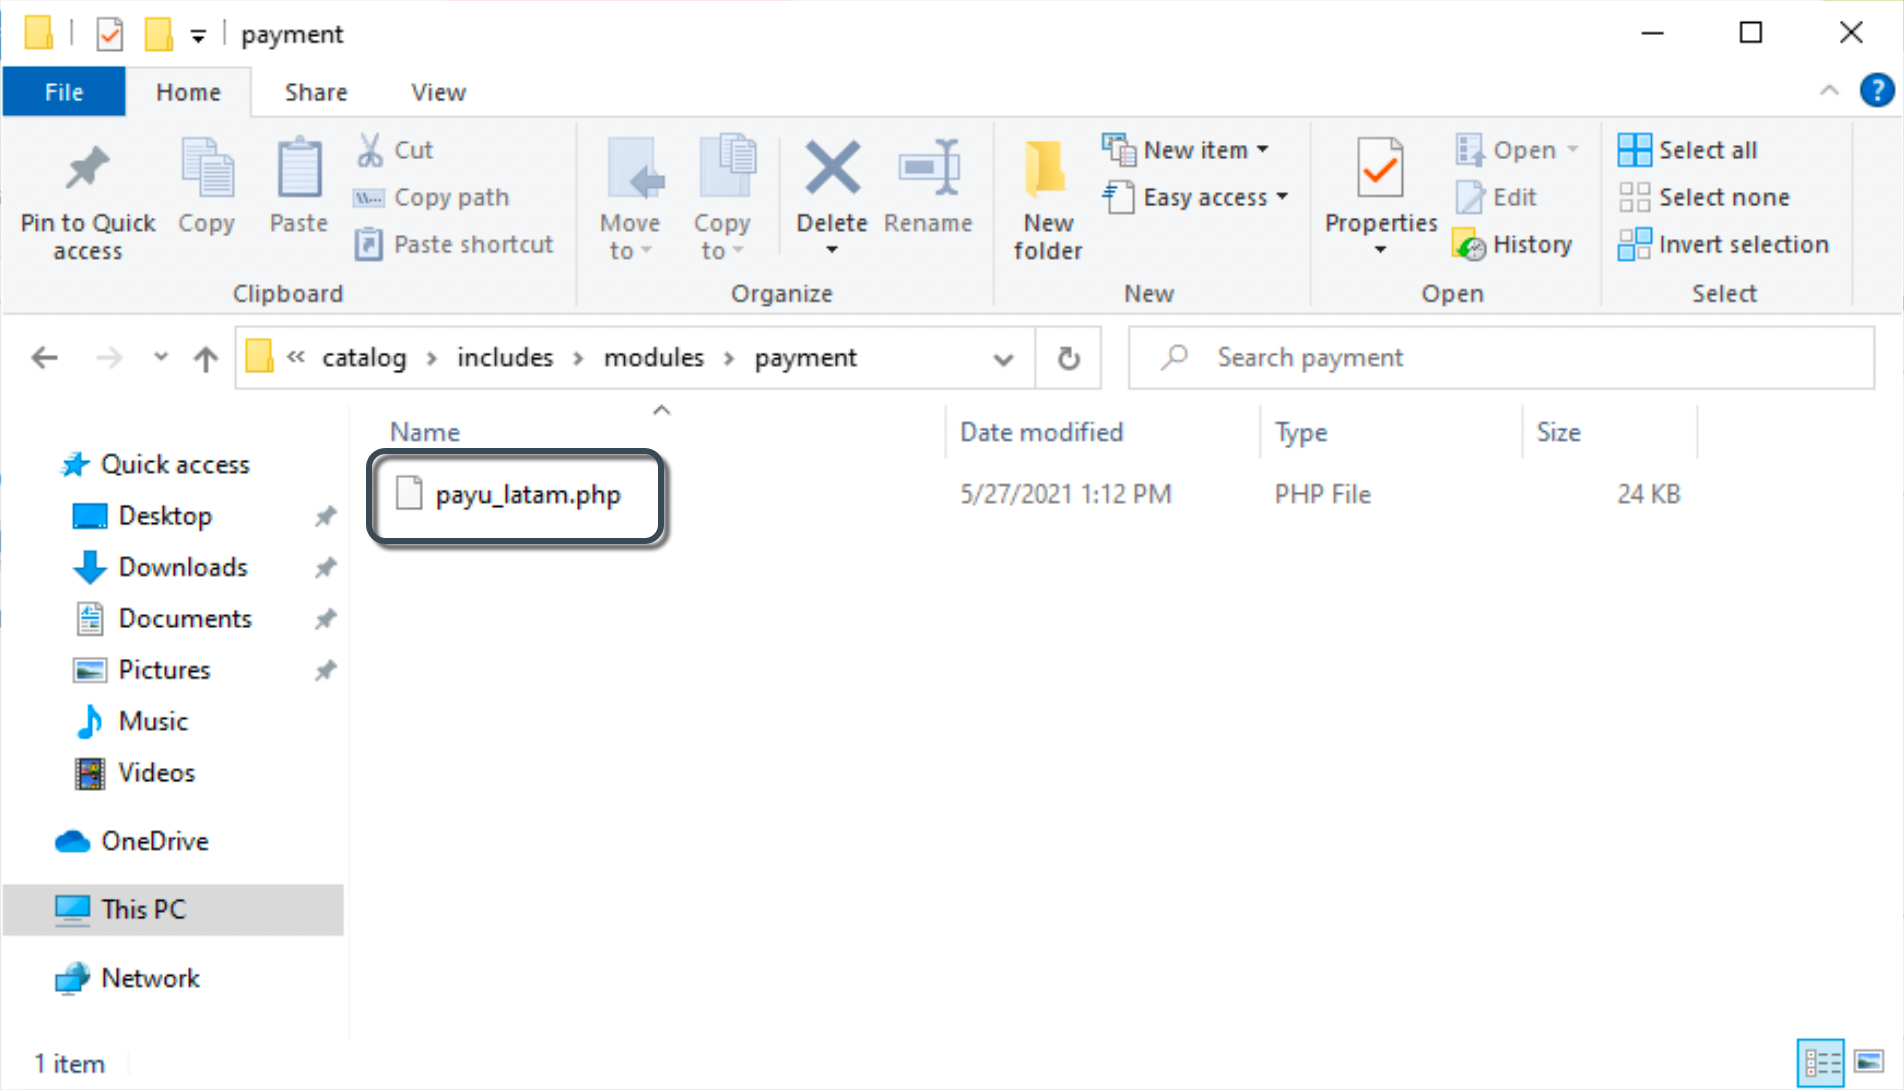 payment
File Home Share View
Pin to Quick access
Copy
Paste
Cut
Copy path
Paste shortcut
Clipboard
Move to
Copy to
Delete
Rename
Organize
New folder
New item
Easy access
New
Properties
Open
Edit
History
Open
Select all
Select none
Invert selection
Select
« catalog > includes > modules > payment
Search payment
Name Date modified Type Size
payu_latam.php 5/27/2021 1:12 PM PHP File 24 KB
Quick access
Desktop
Downloads
Documents
Pictures
Music
Videos
OneDrive
This PC
Network
1 item